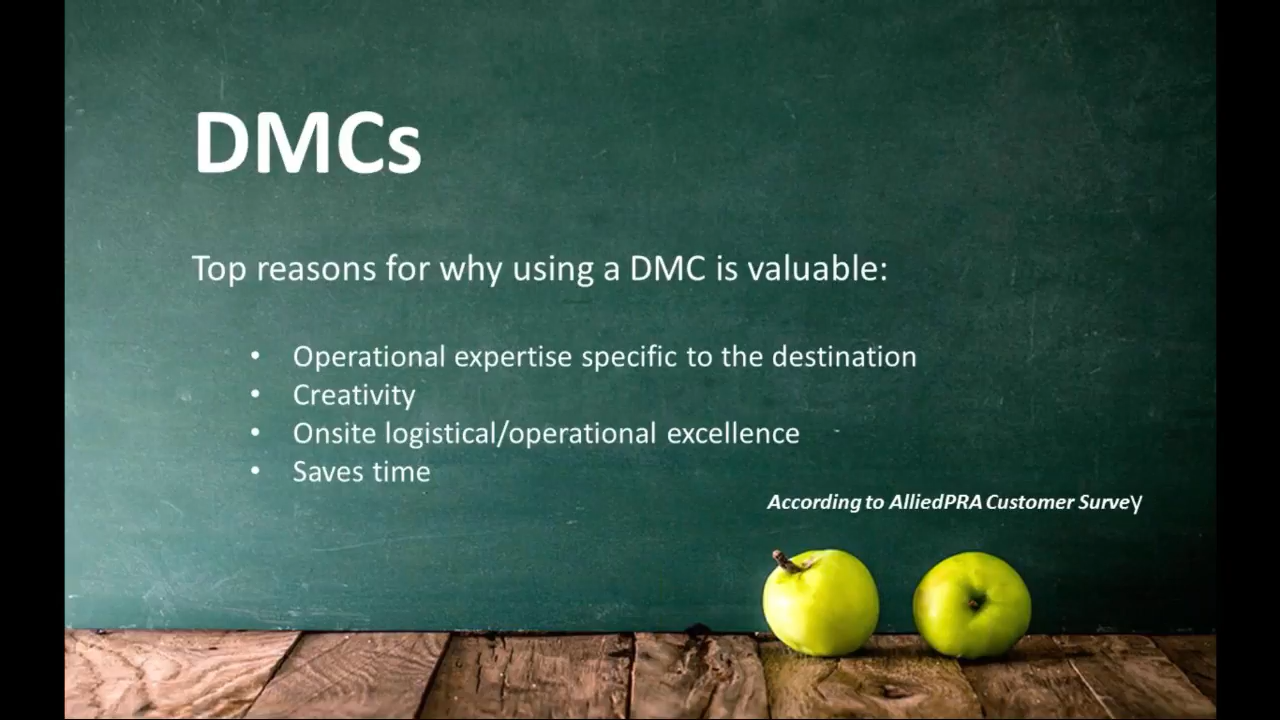 DMCs
Top reasons for why using a DMC is valuable:
• Operational expertise specific to the destination
• Creativity
• Onsite logistical/operational excellence
• Saves time
According to AlliedPRA Customer Survey